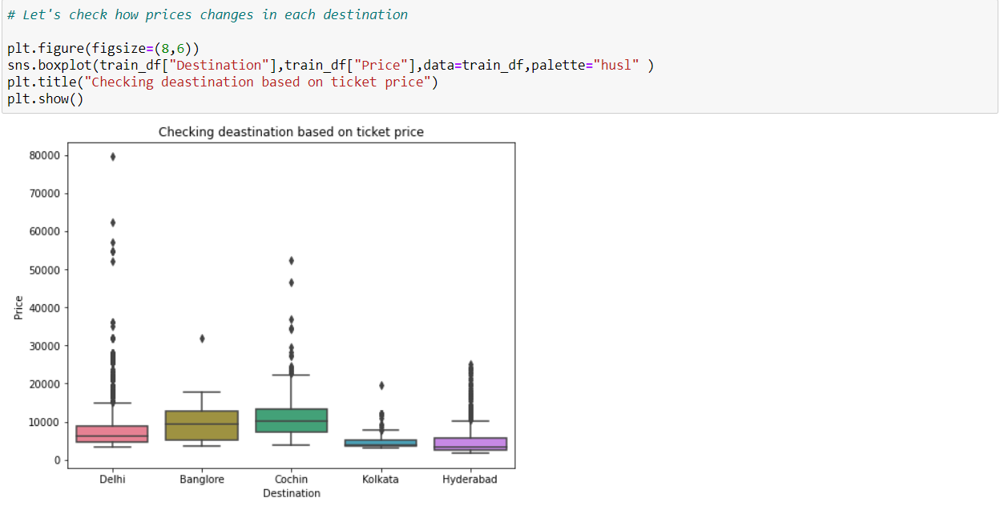 # Let's check how prices changes in each destination
plt.figure(figsize=(8,6))
sns.boxplot(train_df["Destination"],train_df["Price"],data=train_df,palette="husl" )
plt.title("Checking deastination based on ticket price")
plt.show()
Checking deastination based on ticket price
80000
70000
60000
50000
40000
30000
20000
10000
0
Price
Delhi Banglore Cochin Kolkata Hyderabad
Destination